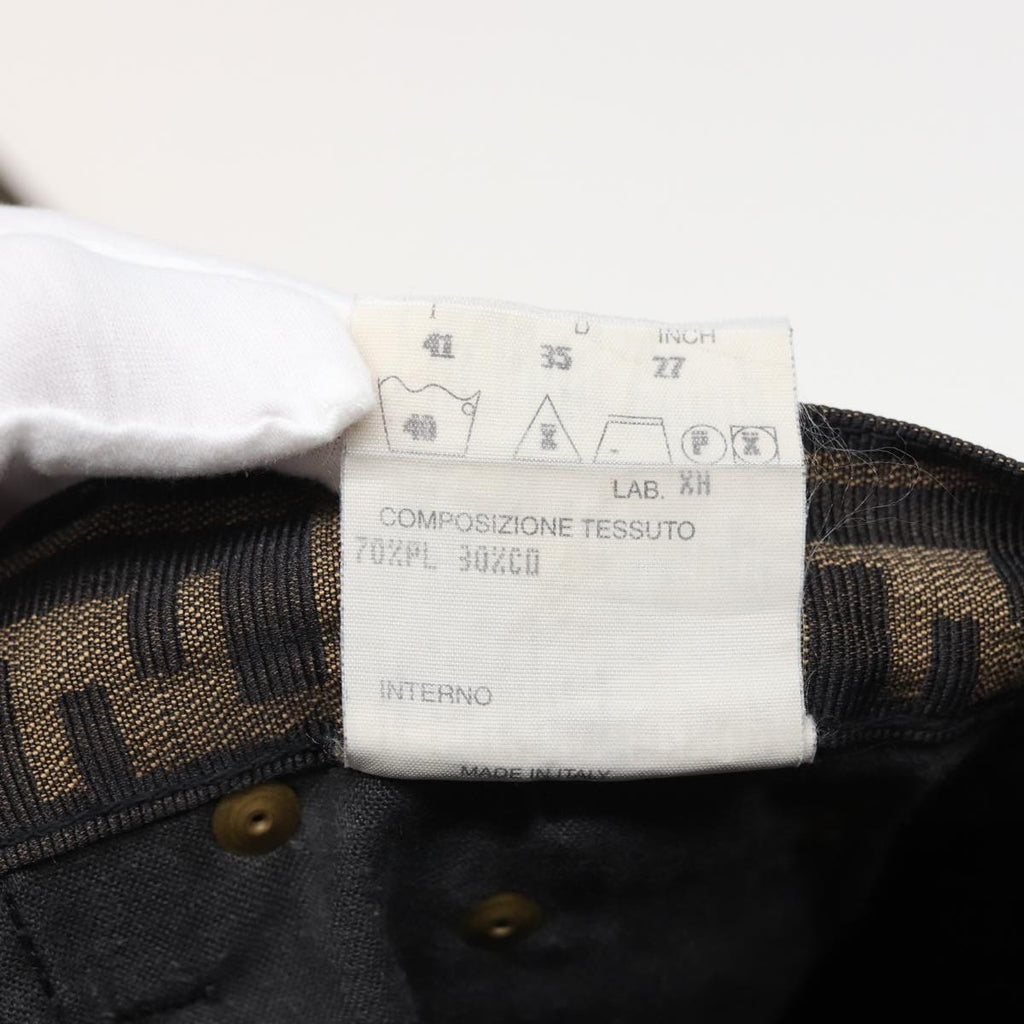 I D INCH
41 35 27
40 X P X
LAB. XH
COMPOSIZIONE TESSUTO
70%PL 30%CO
INTERNO
MADE IN ITALY